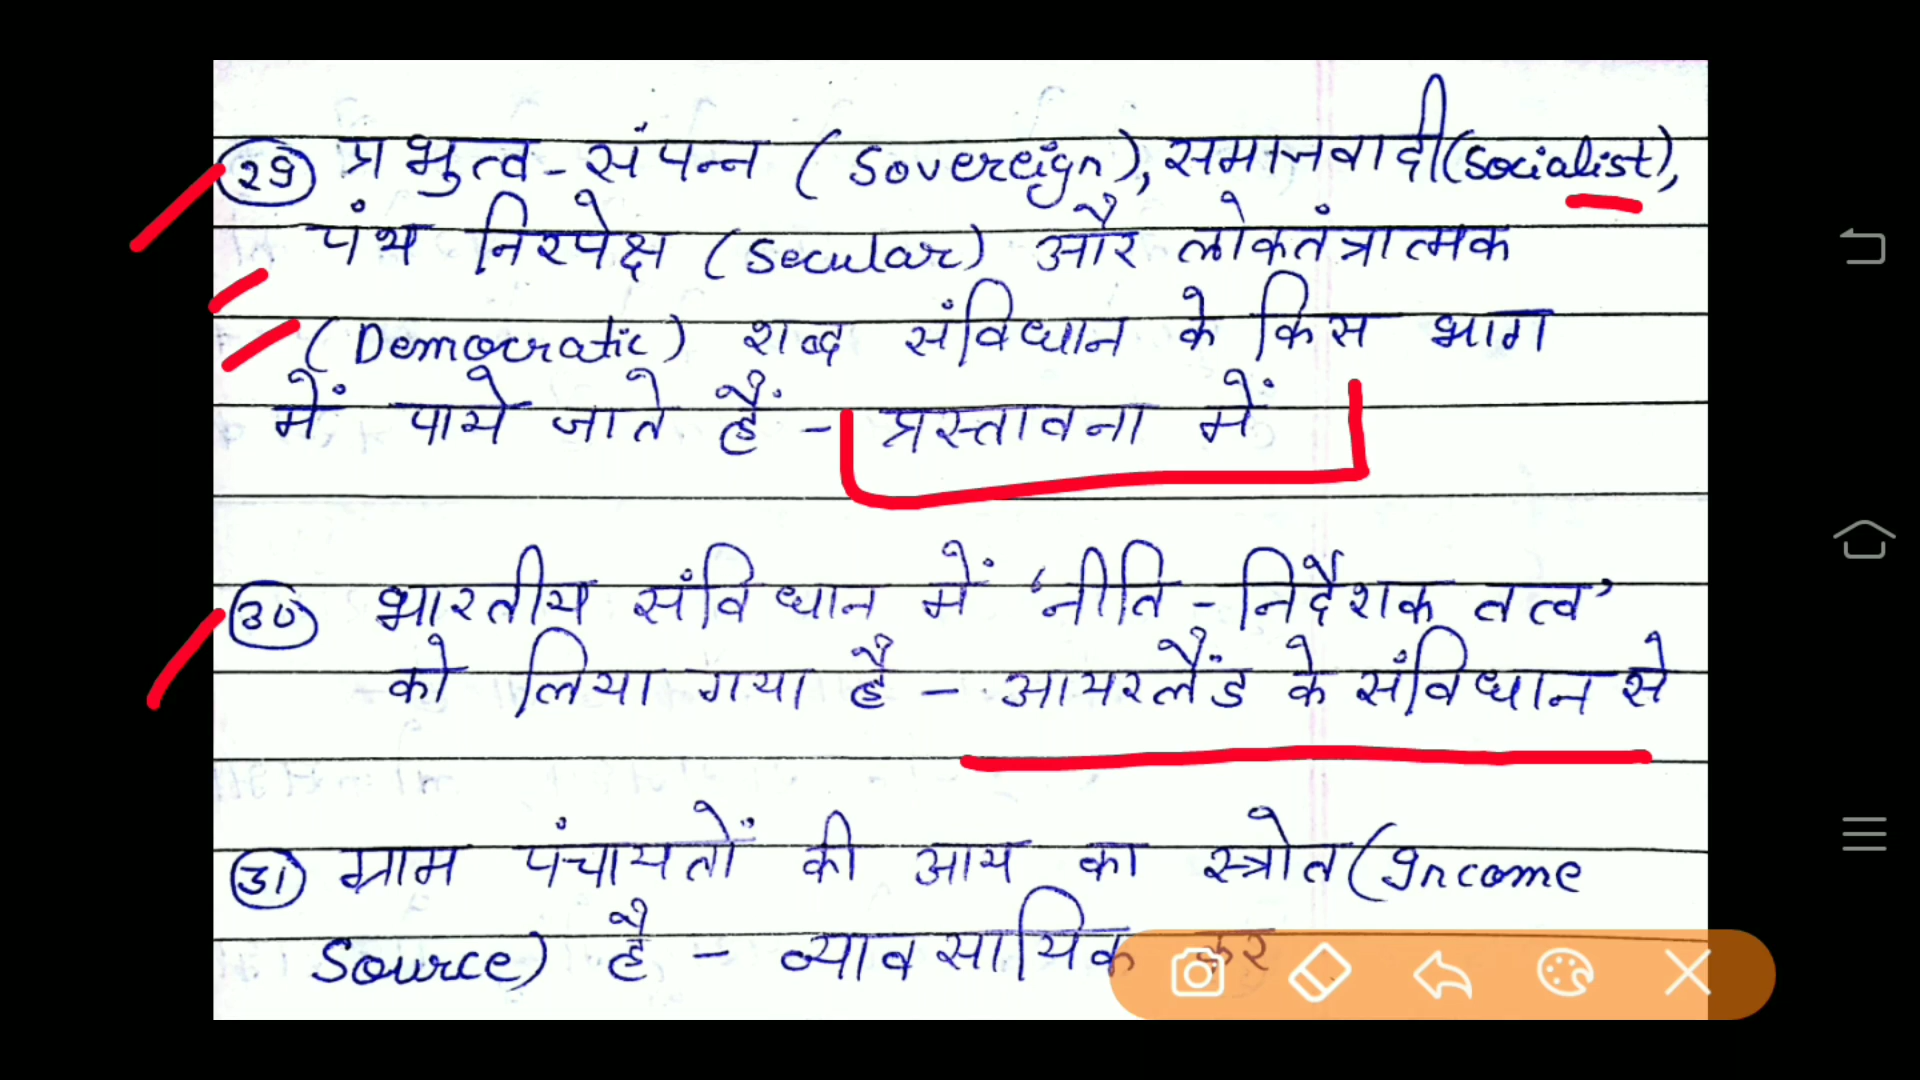 (29) प्रभुत्व-संपन्न (Sovereign), समाजवादी (Socialist),
पंथ निरपेक्ष (Secular) और लोकतंत्रात्मक
(Democratic) शब्द संविधान के किस भाग
में पाये जाते हैं - प्रस्तावना में
(30) भारतीय संविधान में 'नीति-निर्देशक तत्व'
को लिया गया है - आयरलैंड के संविधान से
(31) ग्राम पंचायतों की आय का स्त्रोत (Income
Source) है - व्यावसायिक कर